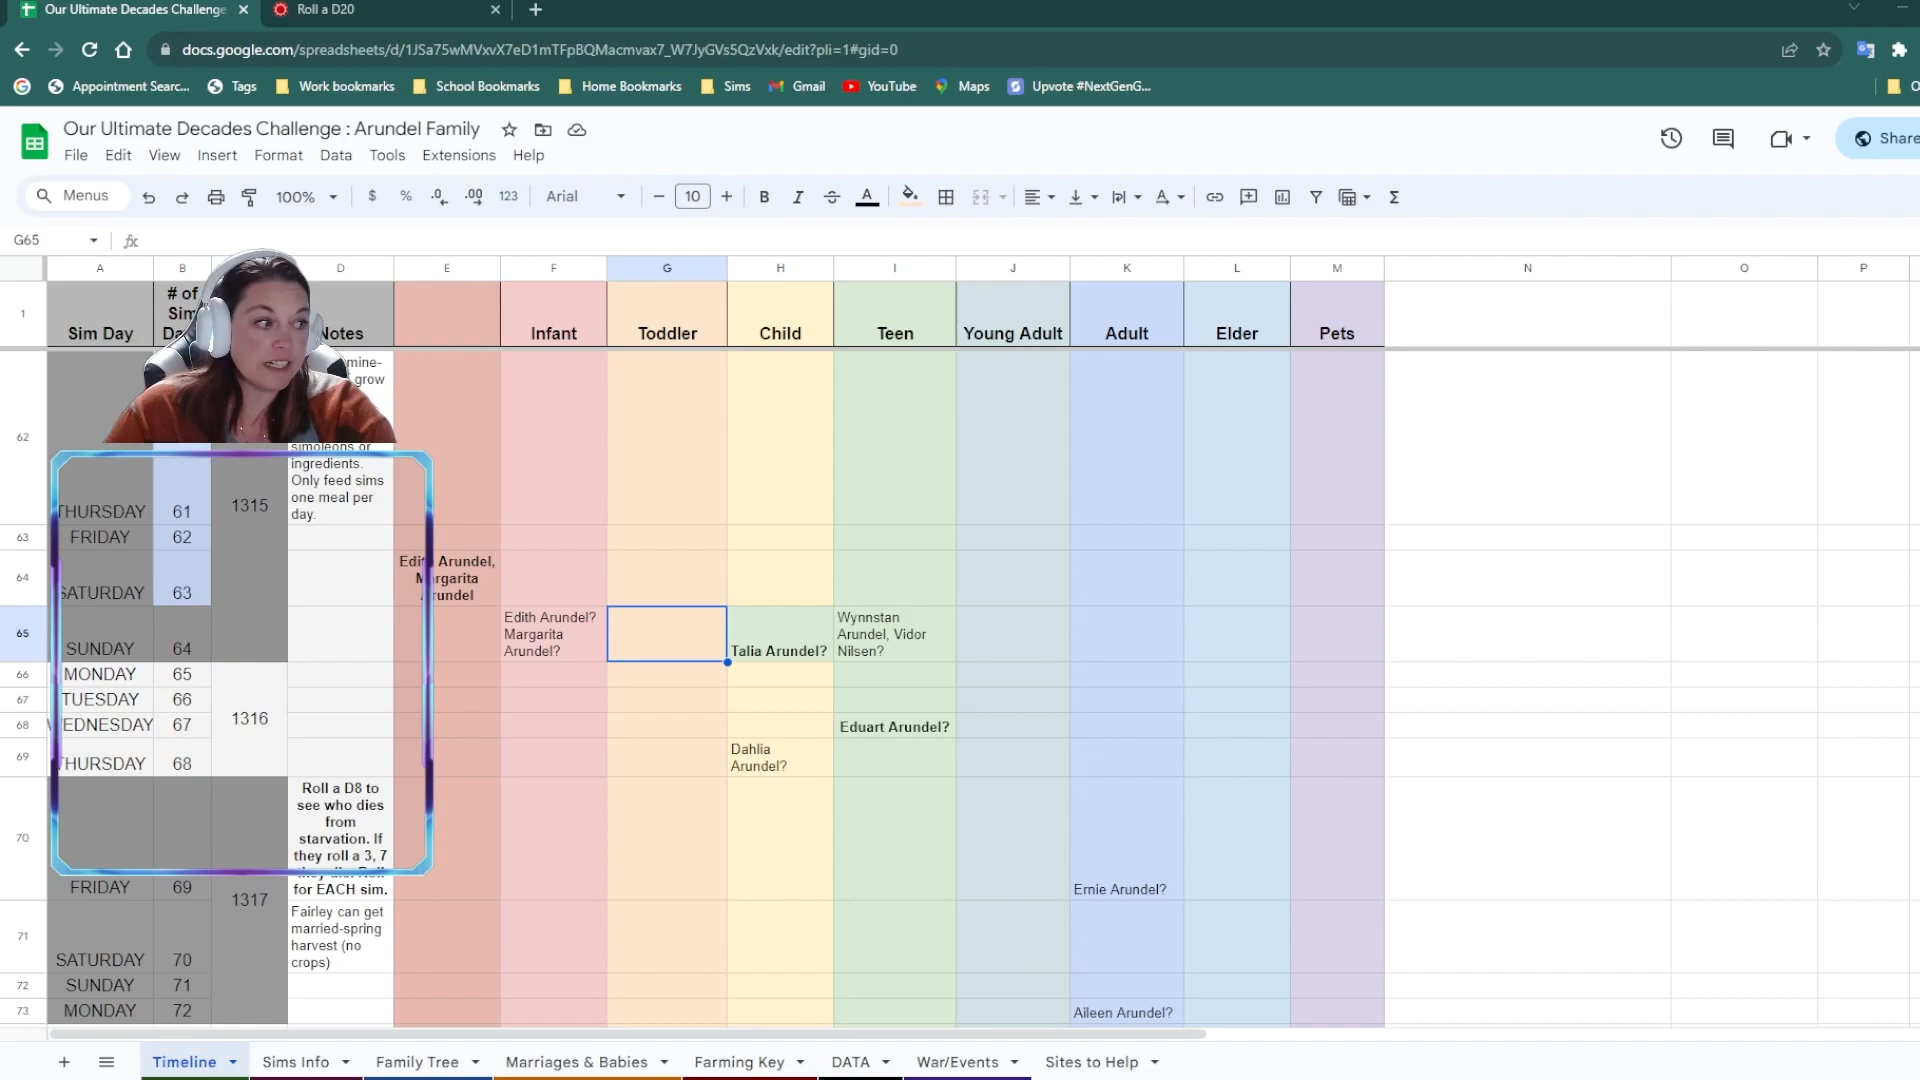 Our Ultimate Decades Challenge
Roll a D20
docs.google.com/spreadsheets/d/1JSa75wMVxvX7eD1mTFpBQMacmvax7_W7JyGVs5QzVxk/edit?pli=1#gid=0
Appointment Searc... Tags Work bookmarks School Bookmarks Home Bookmarks Sims Gmail YouTube Maps Upvote #NextGenG...
Our Ultimate Decades Challenge : Arundel Family
File Edit View Insert Format Data Tools Extensions Help
Share
Menus 100% $ % .0 .00 123 Arial 10
G65
A B D E F G H I J K L M N O P
1 Sim Day # of Sim Notes Infant Toddler Child Teen Young Adult Adult Elder Pets
grow
62
simoleons or
ingredients.
Only feed sims
one meal per
day.
THURSDAY 61 1315
63 FRIDAY 62
64 SATURDAY 63
Arundel,
65 SUNDAY 64
Edith Arundel?
Margarita
Arundel?
Talia Arundel?
Wynnstan
Arundel, Vidor
Nilsen?
66 MONDAY 65
67 TUESDAY 66
1316
68 WEDNESDAY 67 Eduart Arundel?
69 THURSDAY 68
Dahlia
Arundel?
70
Roll a D8 to
see who dies
from
starvation. If
they roll a 3, 7
for EACH sim.
FRIDAY 69 Ernie Arundel?
1317
71
Fairley can get
married-spring
harvest (no
crops)
SATURDAY 70
72 SUNDAY 71
73 MONDAY 72 Aileen Arundel?
Timeline Sims Info Family Tree Marriages & Babies Farming Key DATA War/Events Sites to Help